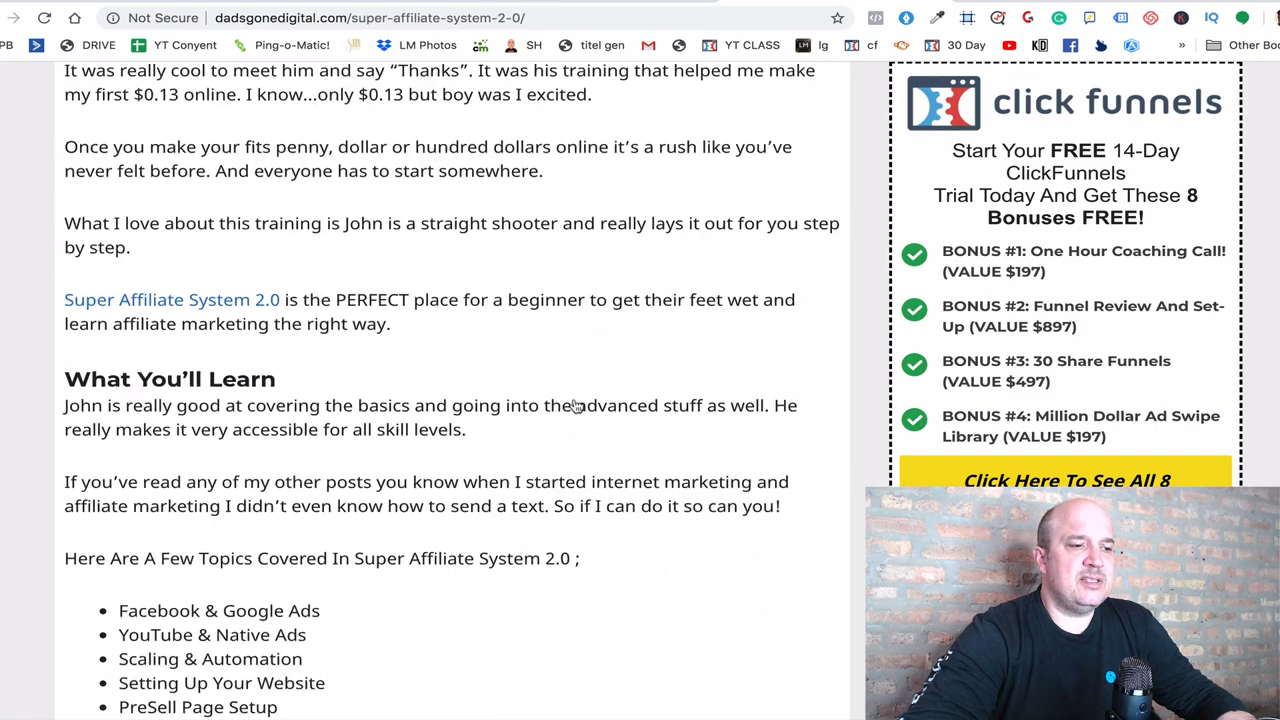 Not Secure
dadsgonedigital.com/super-affiliate-system-2-0/
PB
DRIVE
YT Conyent
Ping-o-Matic!
LM Photos
SH
titel gen
YT CLASS
lg
cf
30 Day
»
Other Boo
It was really cool to meet him and say “Thanks”. It was his training that helped me make
my first $0.13 online. I know...only $0.13 but boy was I excited.
Once you make your fits penny, dollar or hundred dollars online it’s a rush like you’ve
never felt before. And everyone has to start somewhere.
What I love about this training is John is a straight shooter and really lays it out for you step
by step.
Super Affiliate System 2.0 is the PERFECT place for a beginner to get their feet wet and
learn affiliate marketing the right way.
What You’ll Learn
John is really good at covering the basics and going into the advanced stuff as well. He
really makes it very accessible for all skill levels.
If you’ve read any of my other posts you know when I started internet marketing and
affiliate marketing I didn’t even know how to send a text. So if I can do it so can you!
Here Are A Few Topics Covered In Super Affiliate System 2.0 ;
Facebook & Google Ads
YouTube & Native Ads
Scaling & Automation
Setting Up Your Website
PreSell Page Setup
click funnels
Start Your FREE 14-Day
ClickFunnels
Trial Today And Get These 8
Bonuses FREE!
BONUS #1: One Hour Coaching Call!
(VALUE $197)
BONUS #2: Funnel Review And Set-
Up (VALUE $897)
BONUS #3: 30 Share Funnels
(VALUE $497)
BONUS #4: Million Dollar Ad Swipe
Library (VALUE $197)
Click Here To See All 8